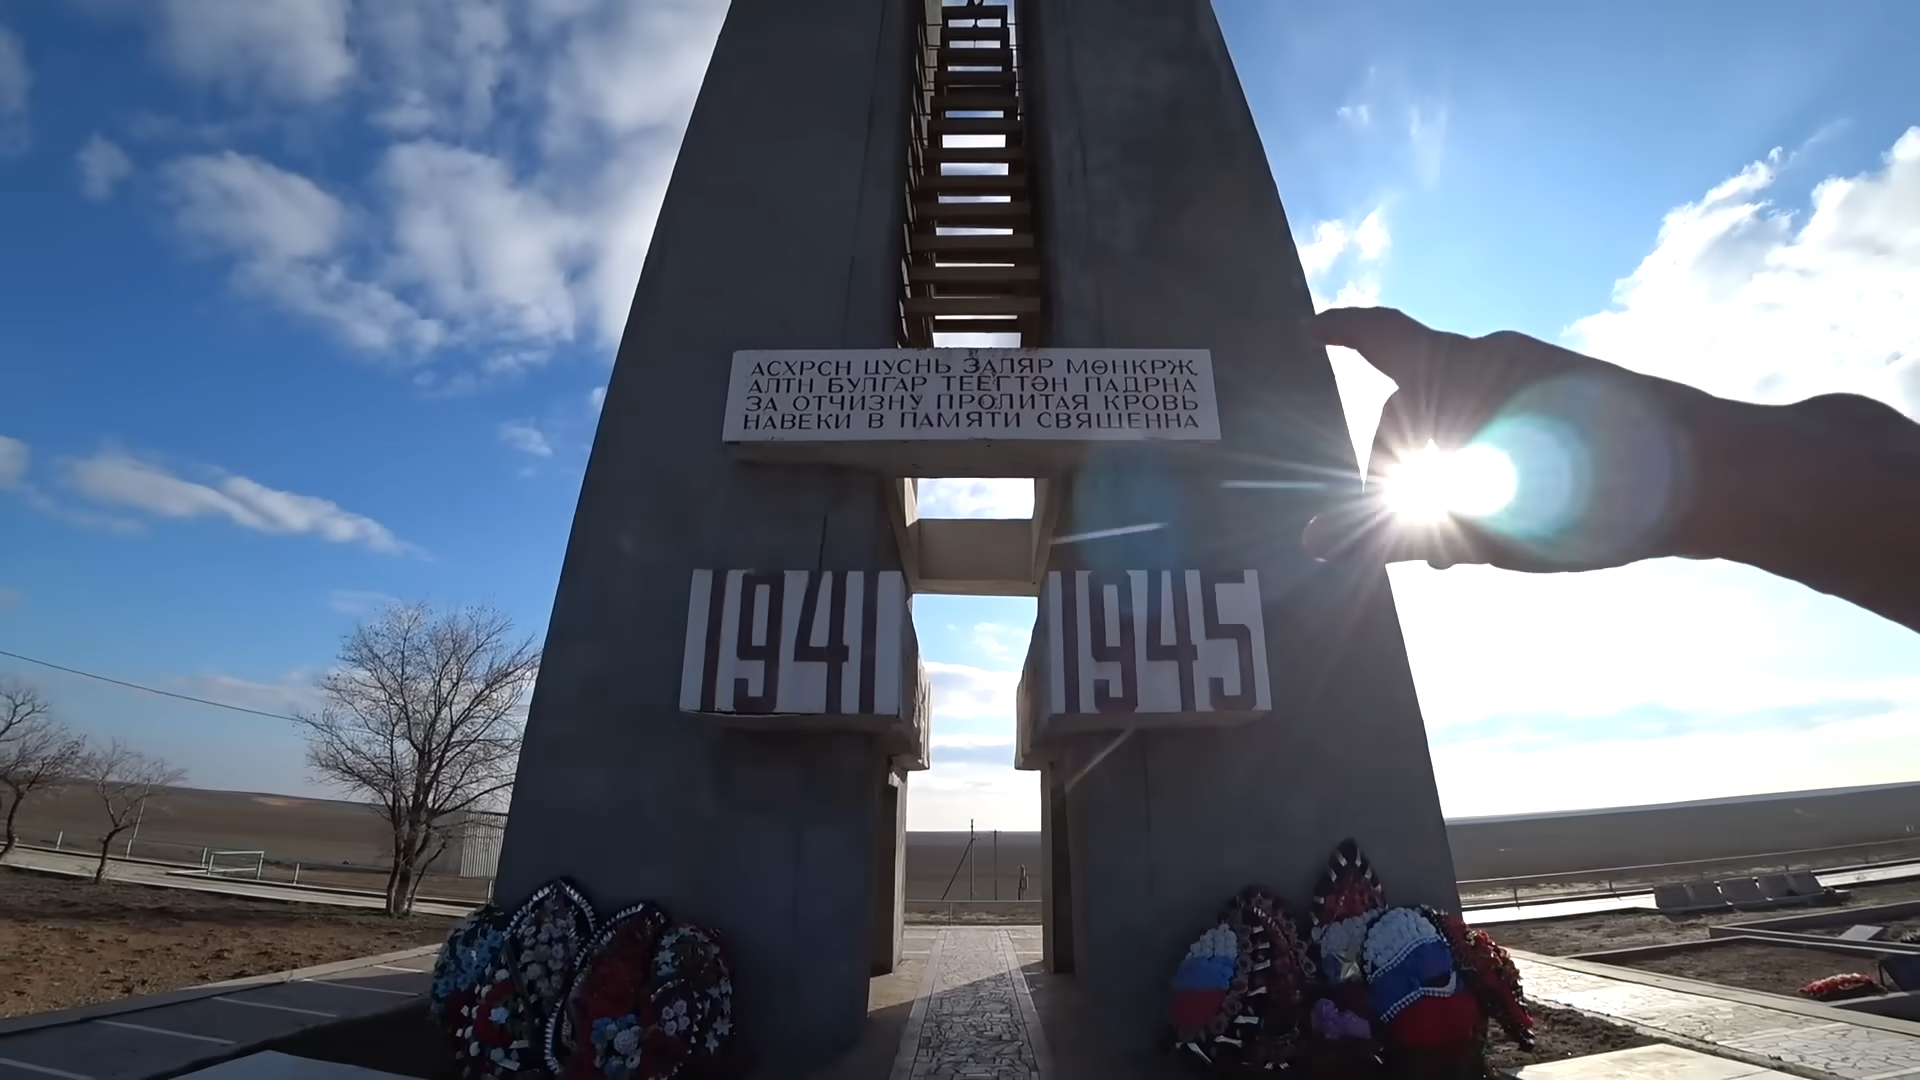 АСХРСН ЦУСНЬ ЗАЛЯР МӨНКРЖ,
АЛТН БУЛГАР ТЕЕГТӘН ПАДРНА
ЗА ОТЧИЗНУ ПРОЛИТАЯ КРОВЬ
НАВЕКИ В ПАМЯТИ СВЯЩЕННА
1941 1945